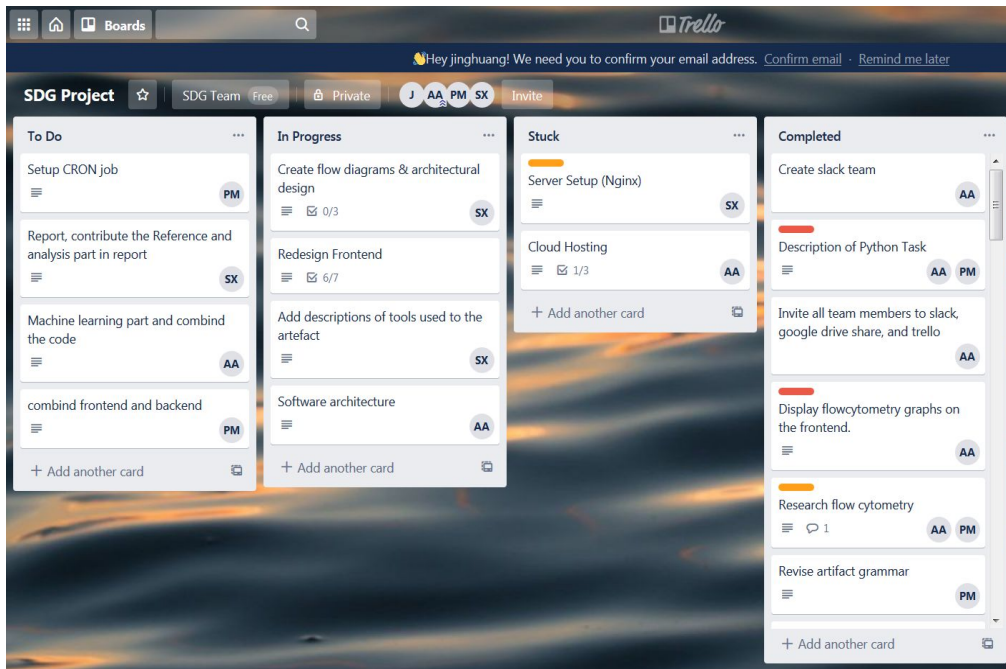 Boards
Trello
Hey jinghuang! We need you to confirm your email address. Confirm email · Remind me later
SDG Project
SDG Team Free
Private
J AA PM SX
Invite
To Do
Setup CRON job
PM
Report, contribute the Reference and
analysis part in report
SX
Machine learning part and combind
the code
AA
combind frontend and backend
PM
+ Add another card
In Progress
Create flow diagrams & architectural
design
0/3
SX
Redesign Frontend
6/7
Add descriptions of tools used to the
artefact
SX
Software architecture
AA
+ Add another card
Stuck
Server Setup (Nginx)
SX
Cloud Hosting
1/3
AA
+ Add another card
Completed
Create slack team
AA
Description of Python Task
AA PM
Invite all team members to slack,
google drive share, and trello
AA
Display flowcytometry graphs on
the frontend.
AA
Research flow cytometry
1
AA PM
Revise artifact grammar
PM
+ Add another card